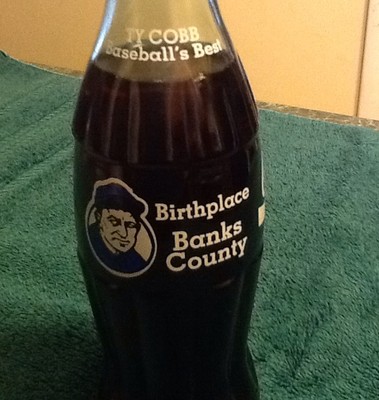 TY COBB
Baseball's Best
Birthplace
Banks
County